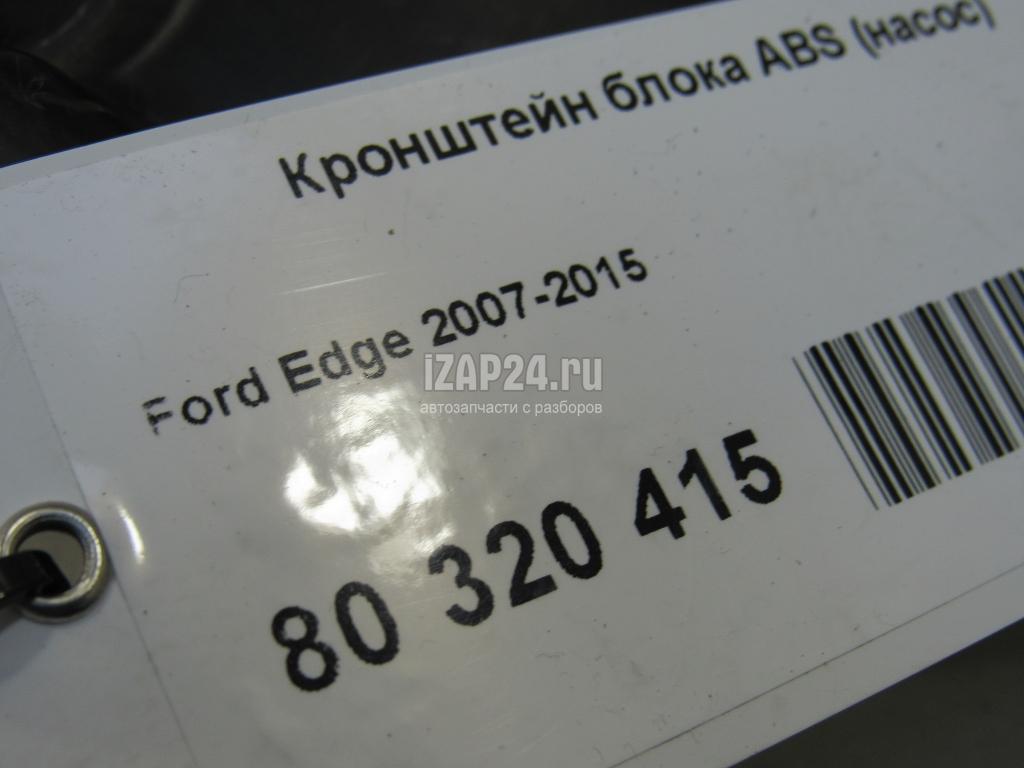 Кронштейн блока ABS (насос)
Ford Edge 2007-2015
iZAP24.ru
автозапчасти с разборов
80 320 415